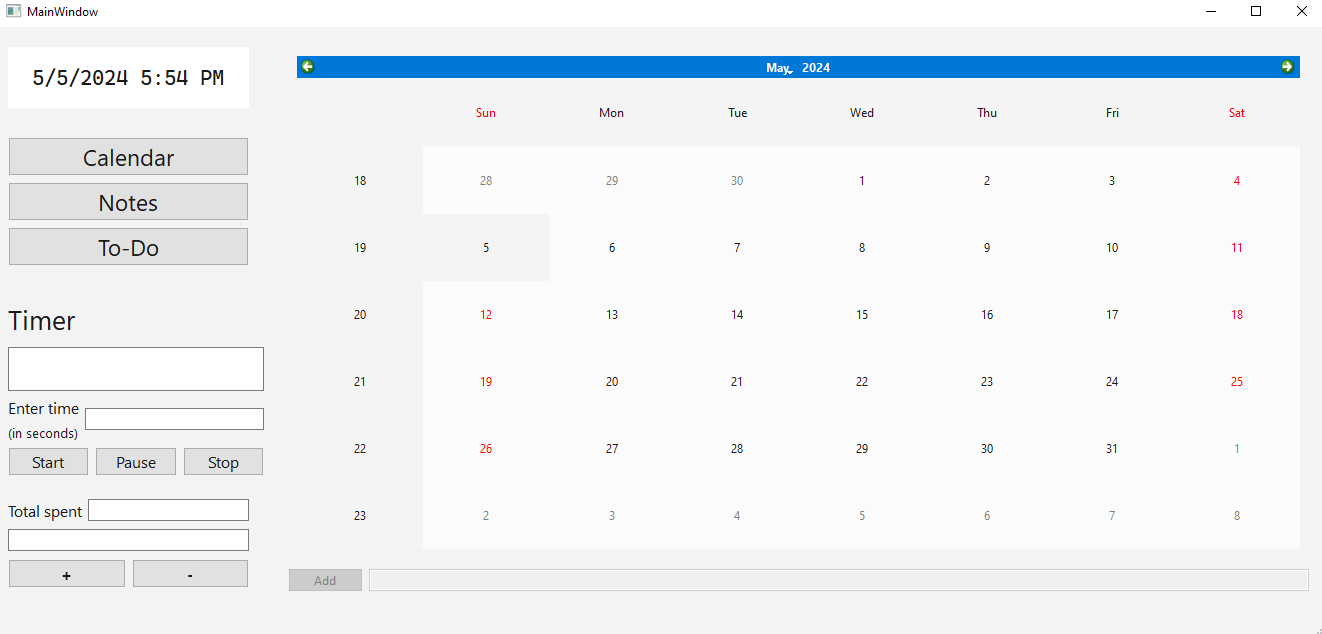 MainWindow
5/5/2024 5:54 PM
Calendar
Notes
To-Do
Timer
Enter time
(in seconds)
Start Pause Stop
Total spent
+ -
May, 2024
Sun Mon Tue Wed Thu Fri Sat
18 28 29 30 1 2 3 4
19 5 6 7 8 9 10 11
20 12 13 14 15 16 17 18
21 19 20 21 22 23 24 25
22 26 27 28 29 30 31 1
23 2 3 4 5 6 7 8
Add